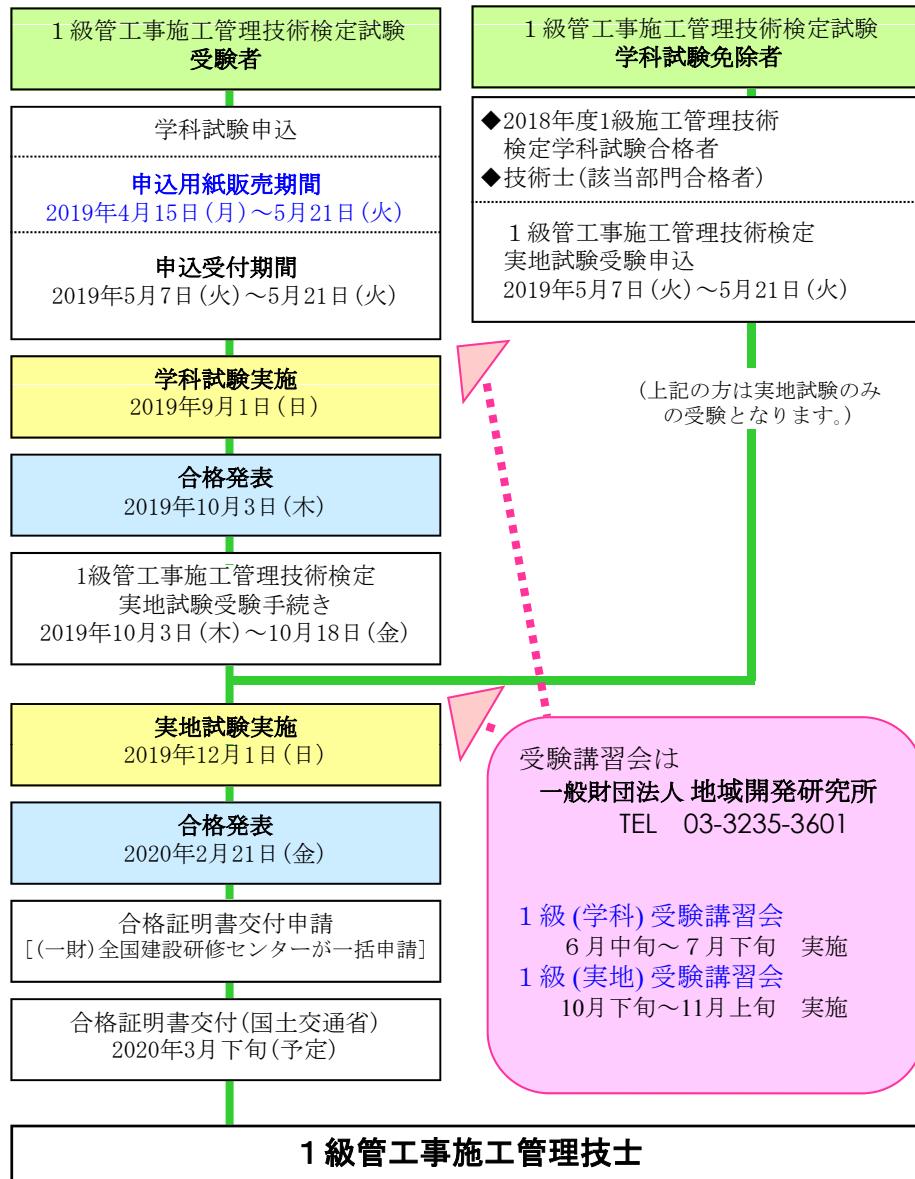 １級管工事施工管理技術検定試験
受験者
学科試験申込
申込用紙販売期間
2019年4月15日(月)～5月21日(火)
申込受付期間
2019年5月7日(火)～5月21日(火)
学科試験実施
2019年9月1日(日)
合格発表
2019年10月3日(木)
1級管工事施工管理技術検定
実地試験受験手続き
2019年10月3日(木)～10月18日(金)
実地試験実施
2019年12月1日(日)
合格発表
2020年2月21日(金)
合格証明書交付申請
[(一財)全国建設研修センターが一括申請]
合格証明書交付(国土交通省)
2020年3月下旬(予定)
１級管工事施工管理技術検定試験
学科試験免除者
◆2018年度1級施工管理技術
検定学科試験合格者
◆技術士(該当部門合格者)
１級管工事施工管理技術検定
実地試験受験申込
2019年5月7日(火)～5月21日(火)
(上記の方は実地試験のみ
の受験となります。)
受験講習会は
一般財団法人 地域開発研究所
TEL　03-3235-3601
１級 (学科) 受験講習会
６月中旬～７月下旬　実施
１級 (実地) 受験講習会
10月下旬～11月上旬　実施
１級管工事施工管理技士